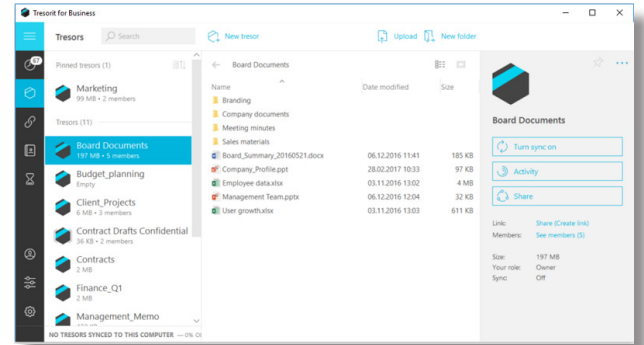 Tresorit for Business
Tresors
Search
New tresor
Upload
New folder
87
Pinned tresors (1)
Marketing
99 MB • 2 members
Tresors (11)
Board Documents
197 MB • 5 members
Budget_planning
Empty
Client_Projects
6 MB • 3 members
Contract Drafts Confidential
36 KB • 2 members
Contracts
2 MB
Finance_Q1
2 MB
Management_Memo
NO TRESORS SYNCED TO THIS COMPUTER — 0%
Board Documents
Name Date modified Size
Branding
Company documents
Meeting minutes
Sales materials
Board_Summary_20160521.docx 06.12.2016 11:41 185 KB
Company_Profile.ppt 28.02.2017 10:33 97 KB
Employee data.xlsx 03.11.2016 13:02 4 MB
Management Team.pptx 06.12.2016 12:04 32 KB
User growth.xlsx 03.11.2016 13:03 611 KB
Board Documents
Turn sync on
Activity
Share
Link: Share (Create link)
Members: See members (5)
Size: 197 MB
Your role: Owner
Sync: Off